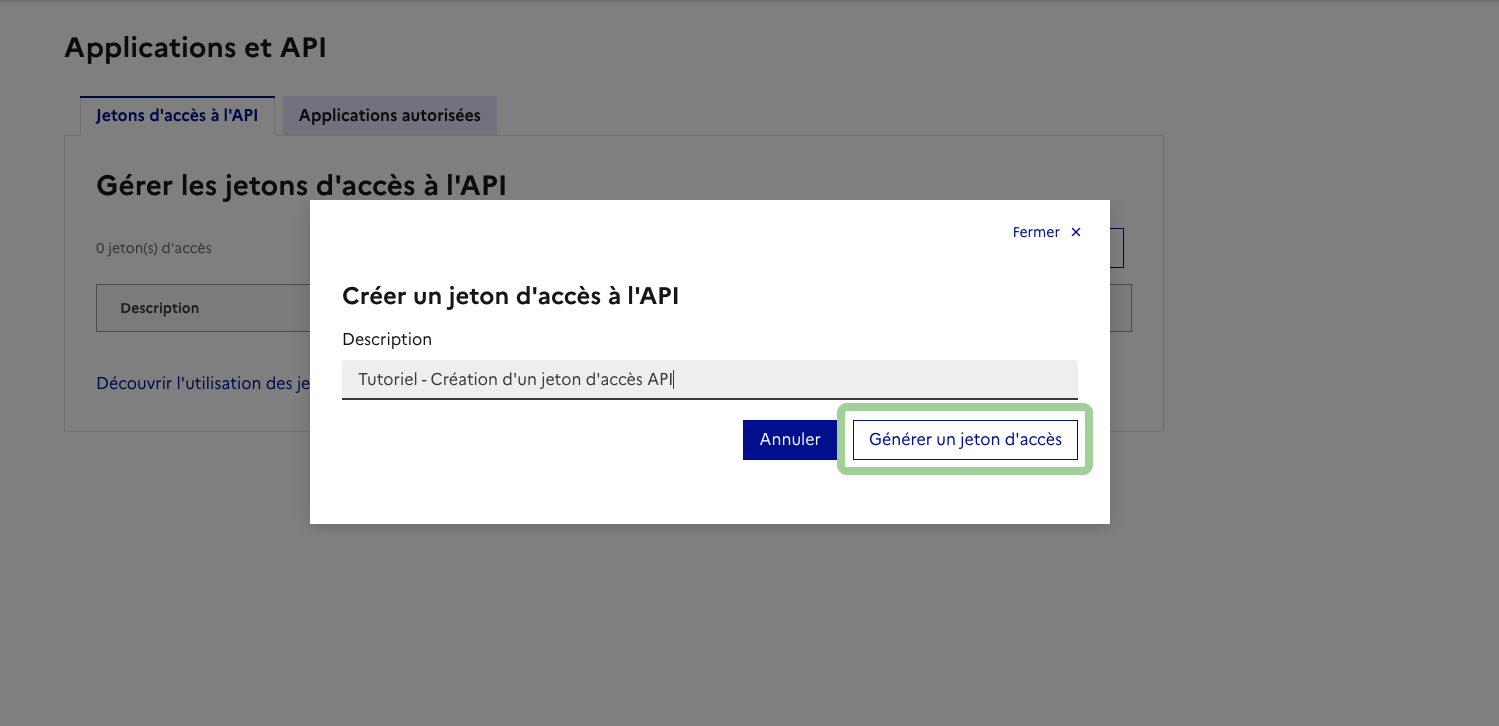 Applications et API
Jetons d'accès à l'API
Applications autorisées
Gérer les jetons d'accès à l'API
0 jeton(s) d'accès
Description
Découvrir l'utilisation des je
Fermer ×
Créer un jeton d'accès à l'API
Description
Tutoriel - Création d'un jeton d'accès API
Annuler
Générer un jeton d'accès